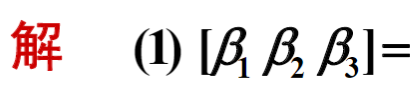 解 (1) [β₁ β₂ β₃]=